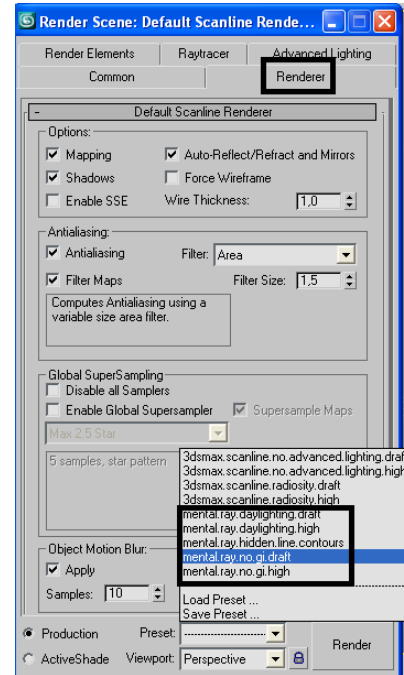 Render Scene: Default Scanline Rende...
Render Elements Raytracer Advanced Lighting
Common Renderer
- Default Scanline Renderer
Options:
Mapping Auto-Reflect/Refract and Mirrors
Shadows Force Wireframe
Enable SSE Wire Thickness: 1,0
Antialiasing:
Antialiasing Filter: Area
Filter Maps Filter Size: 1,5
Computes Antialiasing using a
variable size area filter.
Global SuperSampling
Disable all Samplers
Enable Global Supersampler Supersample Maps
Max 2.5 Star
5 samples, star pattern
3dsmax.scanline.no.advanced.lighting.draf
3dsmax.scanline.no.advanced.lighting.high
3dsmax.scanline.radiosity.draft
3dsmax.scanline.radiosity.high
mental.ray.daylighting.draft
mental.ray.daylighting.high
mental.ray.hidden.line.contours
mental.ray.no.gi.draft
mental.ray.no.gi.high
Load Preset ...
Save Preset ...
Object Motion Blur:
Apply
Samples: 10
Production Preset: --------------------
ActiveShade Viewport: Perspective
Render